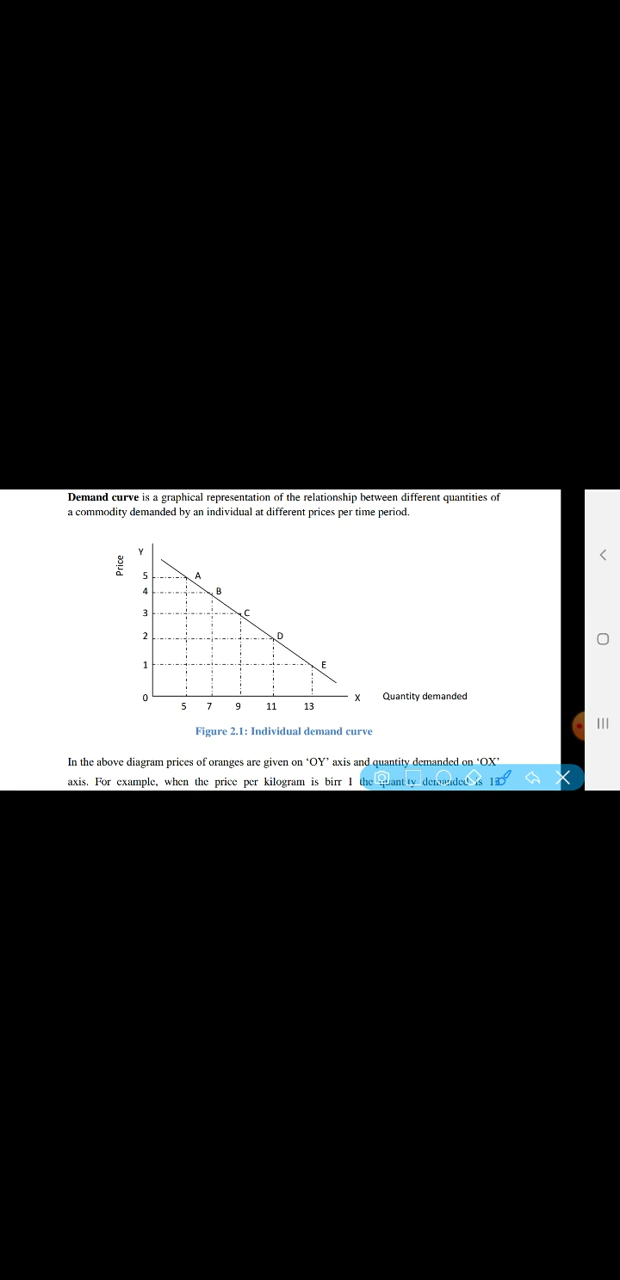 Demand curve is a graphical representation of the relationship between different quantities of
a commodity demanded by an individual at different prices per time period.
Price
Y
5
A
4
B
3
C
2
D
1
E
0
X
Quantity demanded
5 7 9 11 13
Figure 2.1: Individual demand curve
In the above diagram prices of oranges are given on ‘OY’ axis and quantity demanded on ‘OX’
axis. For example, when the price per kilogram is birr 1 the quantity demanded is